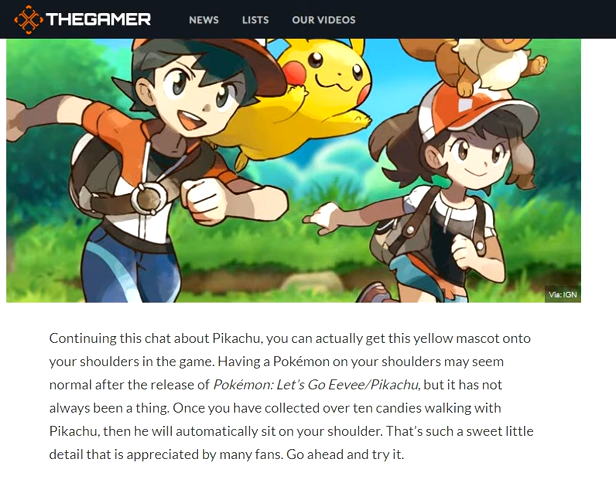 THEGAMER NEWS LISTS OUR VIDEOS
Via: IGN
Continuing this chat about Pikachu, you can actually get this yellow mascot onto
your shoulders in the game. Having a Pokémon on your shoulders may seem
normal after the release of Pokémon: Let's Go Eevee/Pikachu, but it has not
always been a thing. Once you have collected over ten candies walking with
Pikachu, then he will automatically sit on your shoulder. That's such a sweet little
detail that is appreciated by many fans. Go ahead and try it.